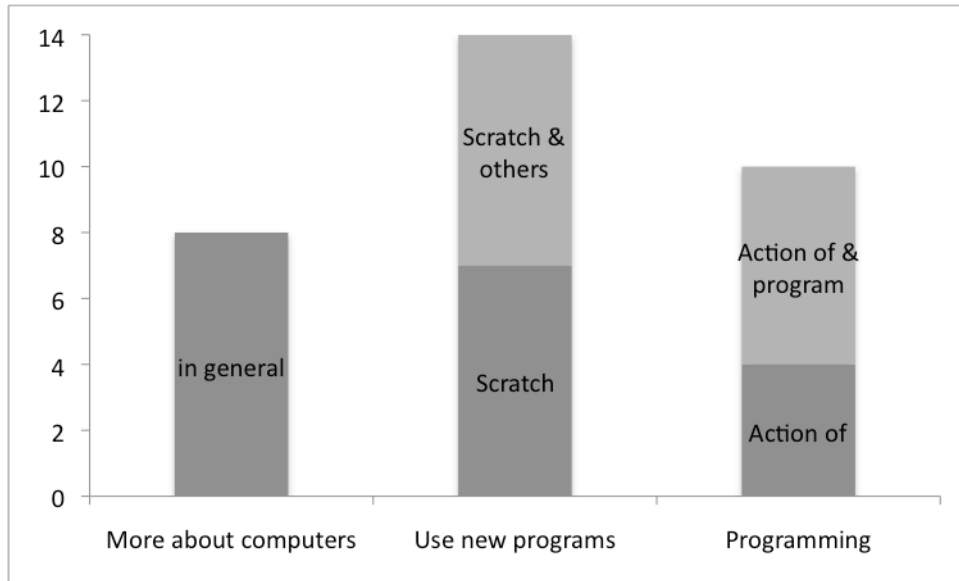 14
12
10
8
6
4
2
0
Scratch &
others
Scratch
in general
Action of &
program
Action of
More about computers
Use new programs
Programming